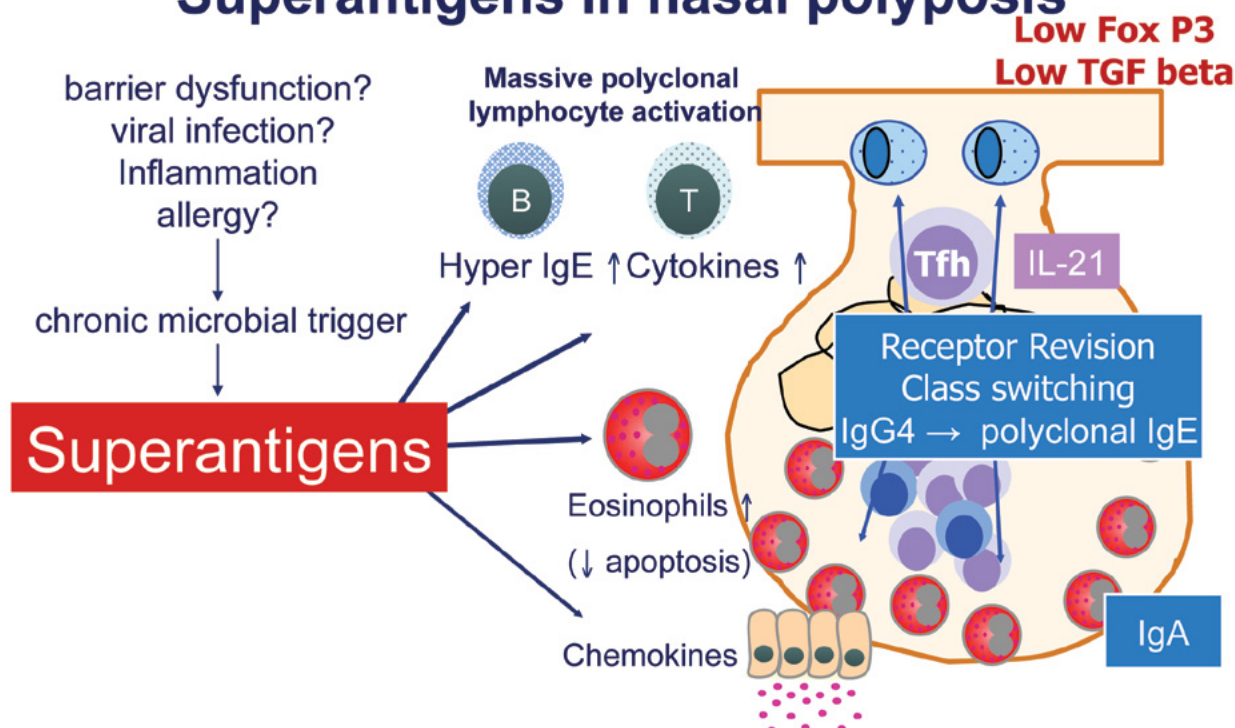 Superantigens in nasal polyposis
Low Fox P3
Low TGF beta
barrier dysfunction?
viral infection?
Inflammation
allergy?
chronic microbial trigger
Superantigens
Massive polyclonal
lymphocyte activation
B
T
Hyper IgE ↑ Cytokines ↑
Eosinophils ↑
(↓ apoptosis)
Chemokines
Tfh
IL-21
Receptor Revision
Class switching
IgG4 → polyclonal IgE
IgA